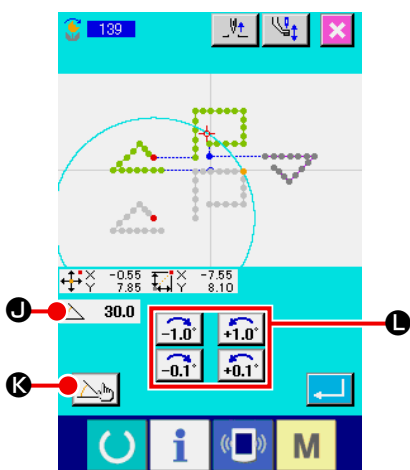 139
X -0.55 X -7.55
Y 7.85 Y 8.10
J 30.0
-1.0° +1.0° L
-0.1° +0.1°
K
i M